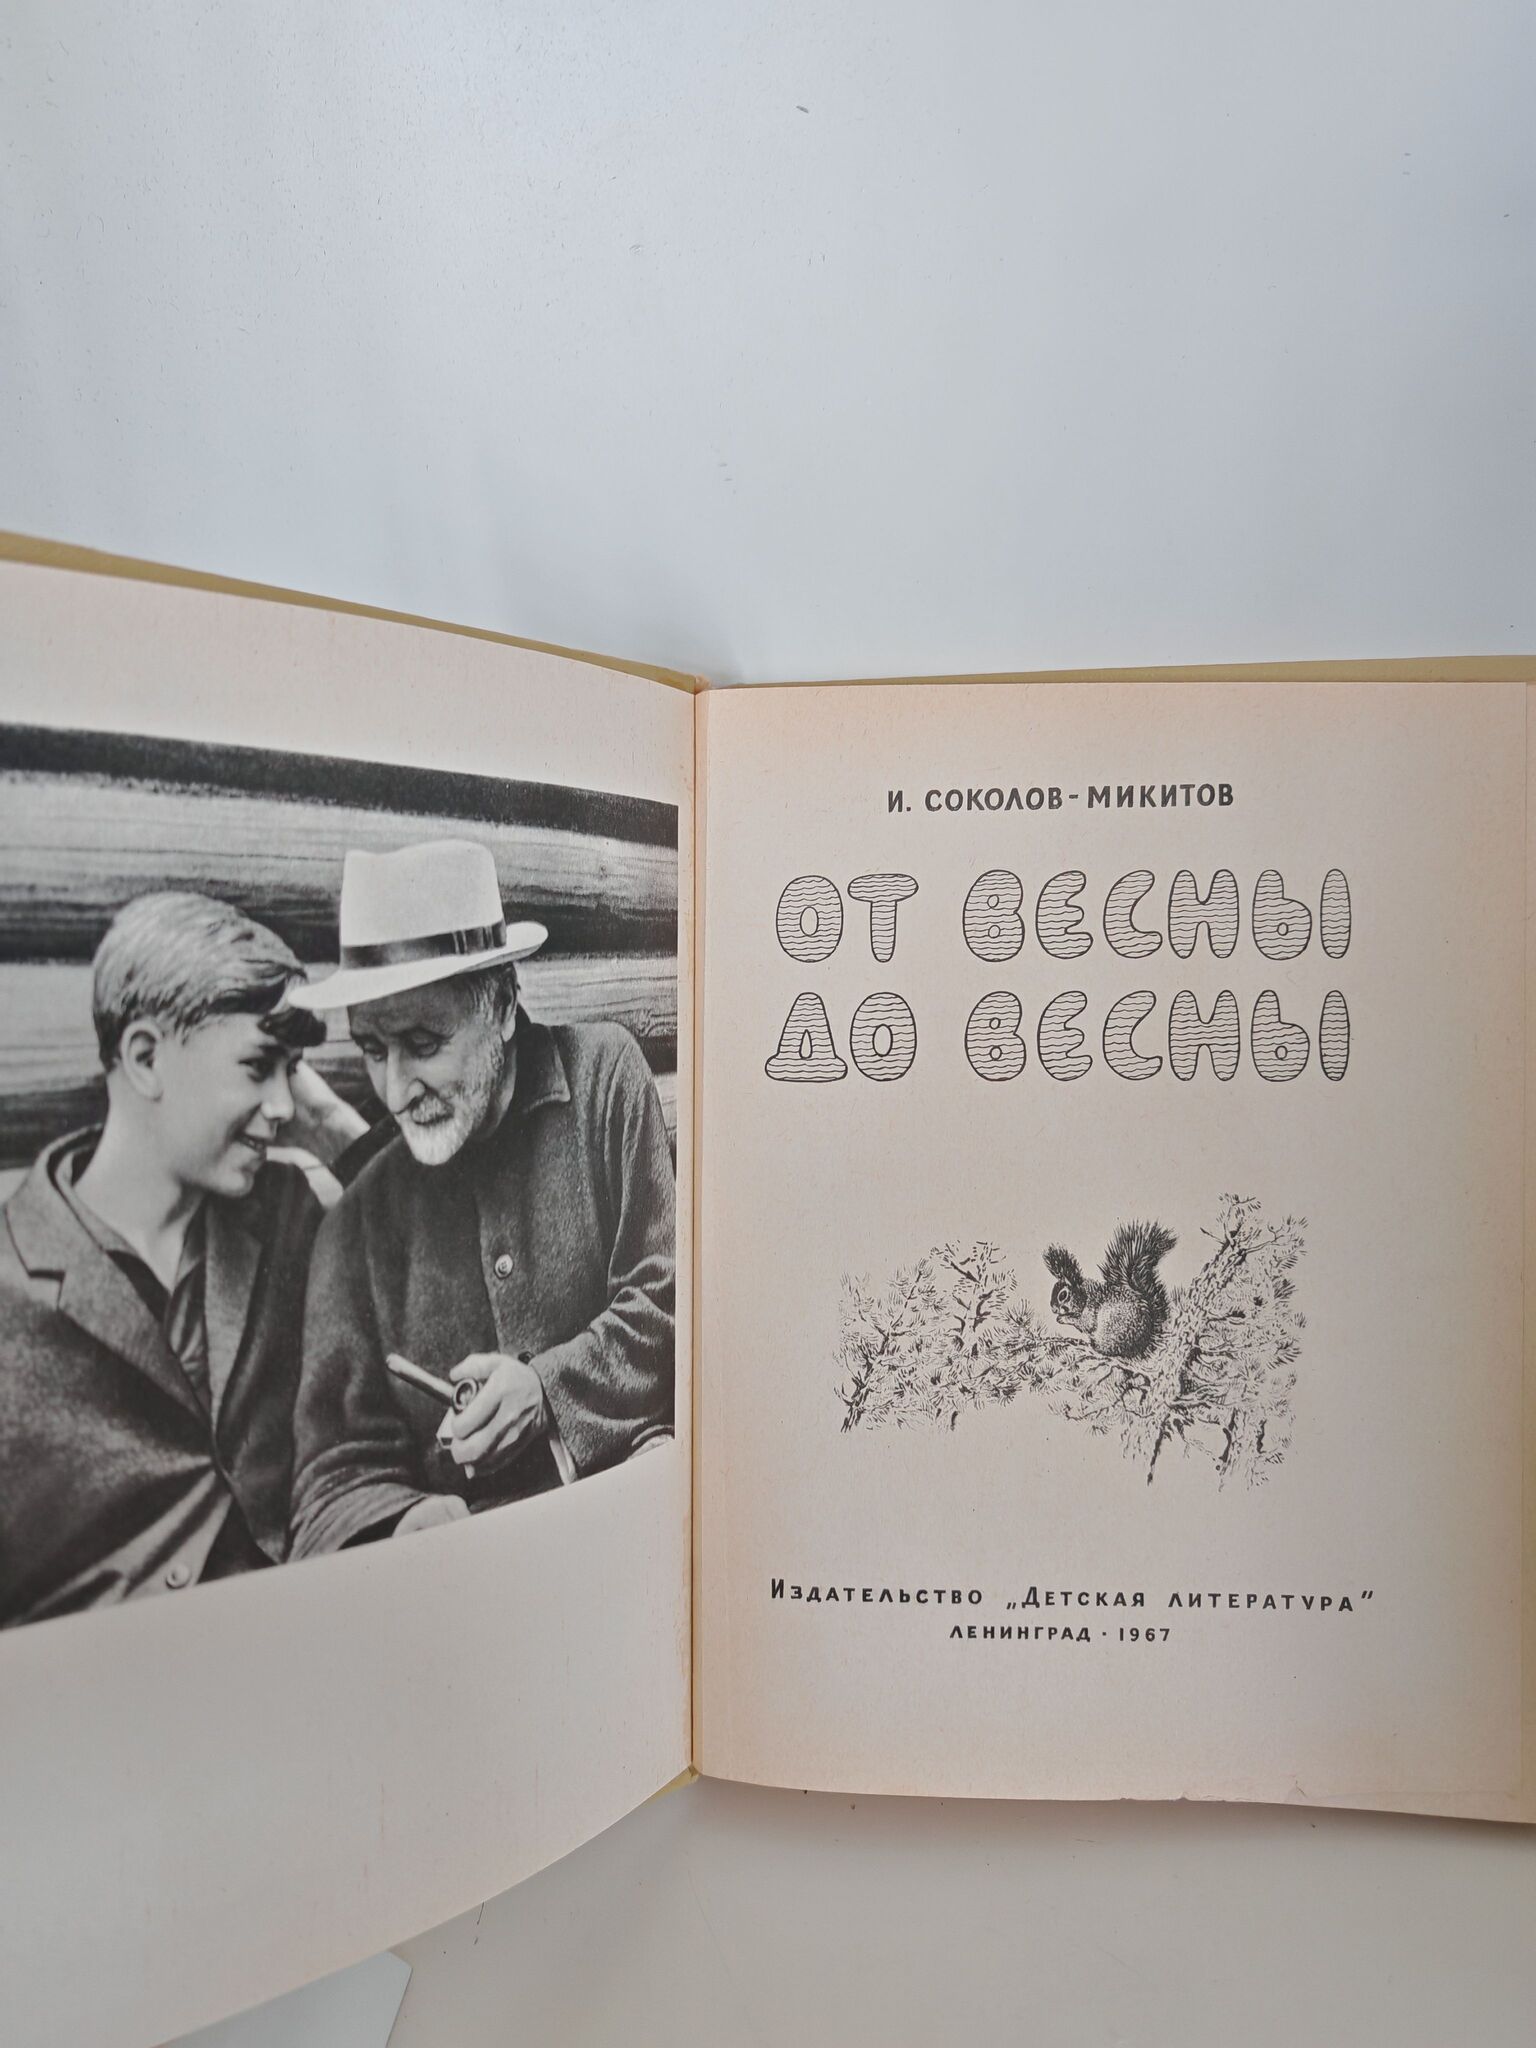 И. СОКОЛОВ-МИКИТОВ
ОТ ВЕСНЫ
ДО ВЕСНЫ
ИЗДАТЕЛЬСТВО „ДЕТСКАЯ ЛИТЕРАТУРА"
ЛЕНИНГРАД · 1967